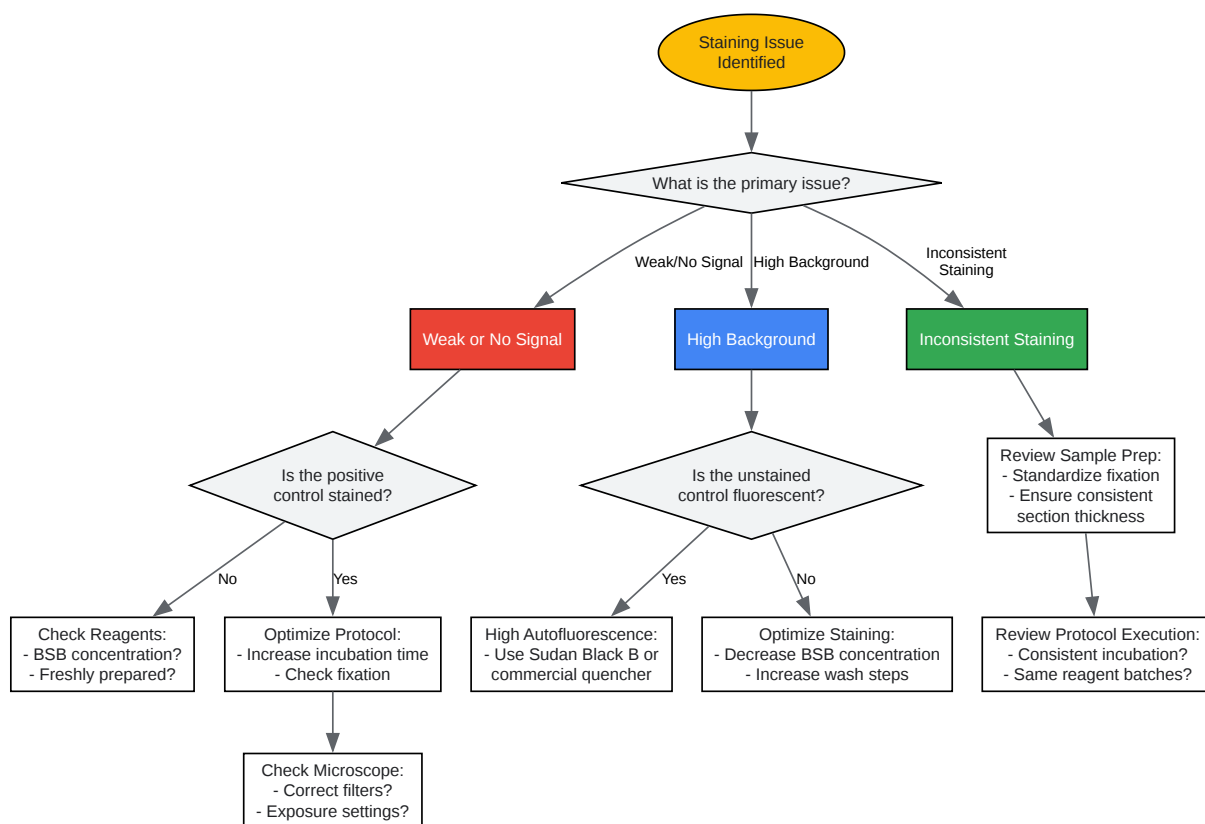 Staining Issue
Identified
What is the primary issue?
Weak/No Signal
High Background
Inconsistent
Staining
Weak or No Signal
High Background
Inconsistent Staining
Is the positive
control stained?
Is the unstained
control fluorescent?
Review Sample Prep:
- Standardize fixation
- Ensure consistent
section thickness
No
Yes
Yes
No
Check Reagents:
- BSB concentration?
- Freshly prepared?
Optimize Protocol:
- Increase incubation time
- Check fixation
High Autofluorescence:
- Use Sudan Black B or
commercial quencher
Optimize Staining:
- Decrease BSB concentration
- Increase wash steps
Review Protocol Execution:
- Consistent incubation?
- Same reagent batches?
Check Microscope:
- Correct filters?
- Exposure settings?